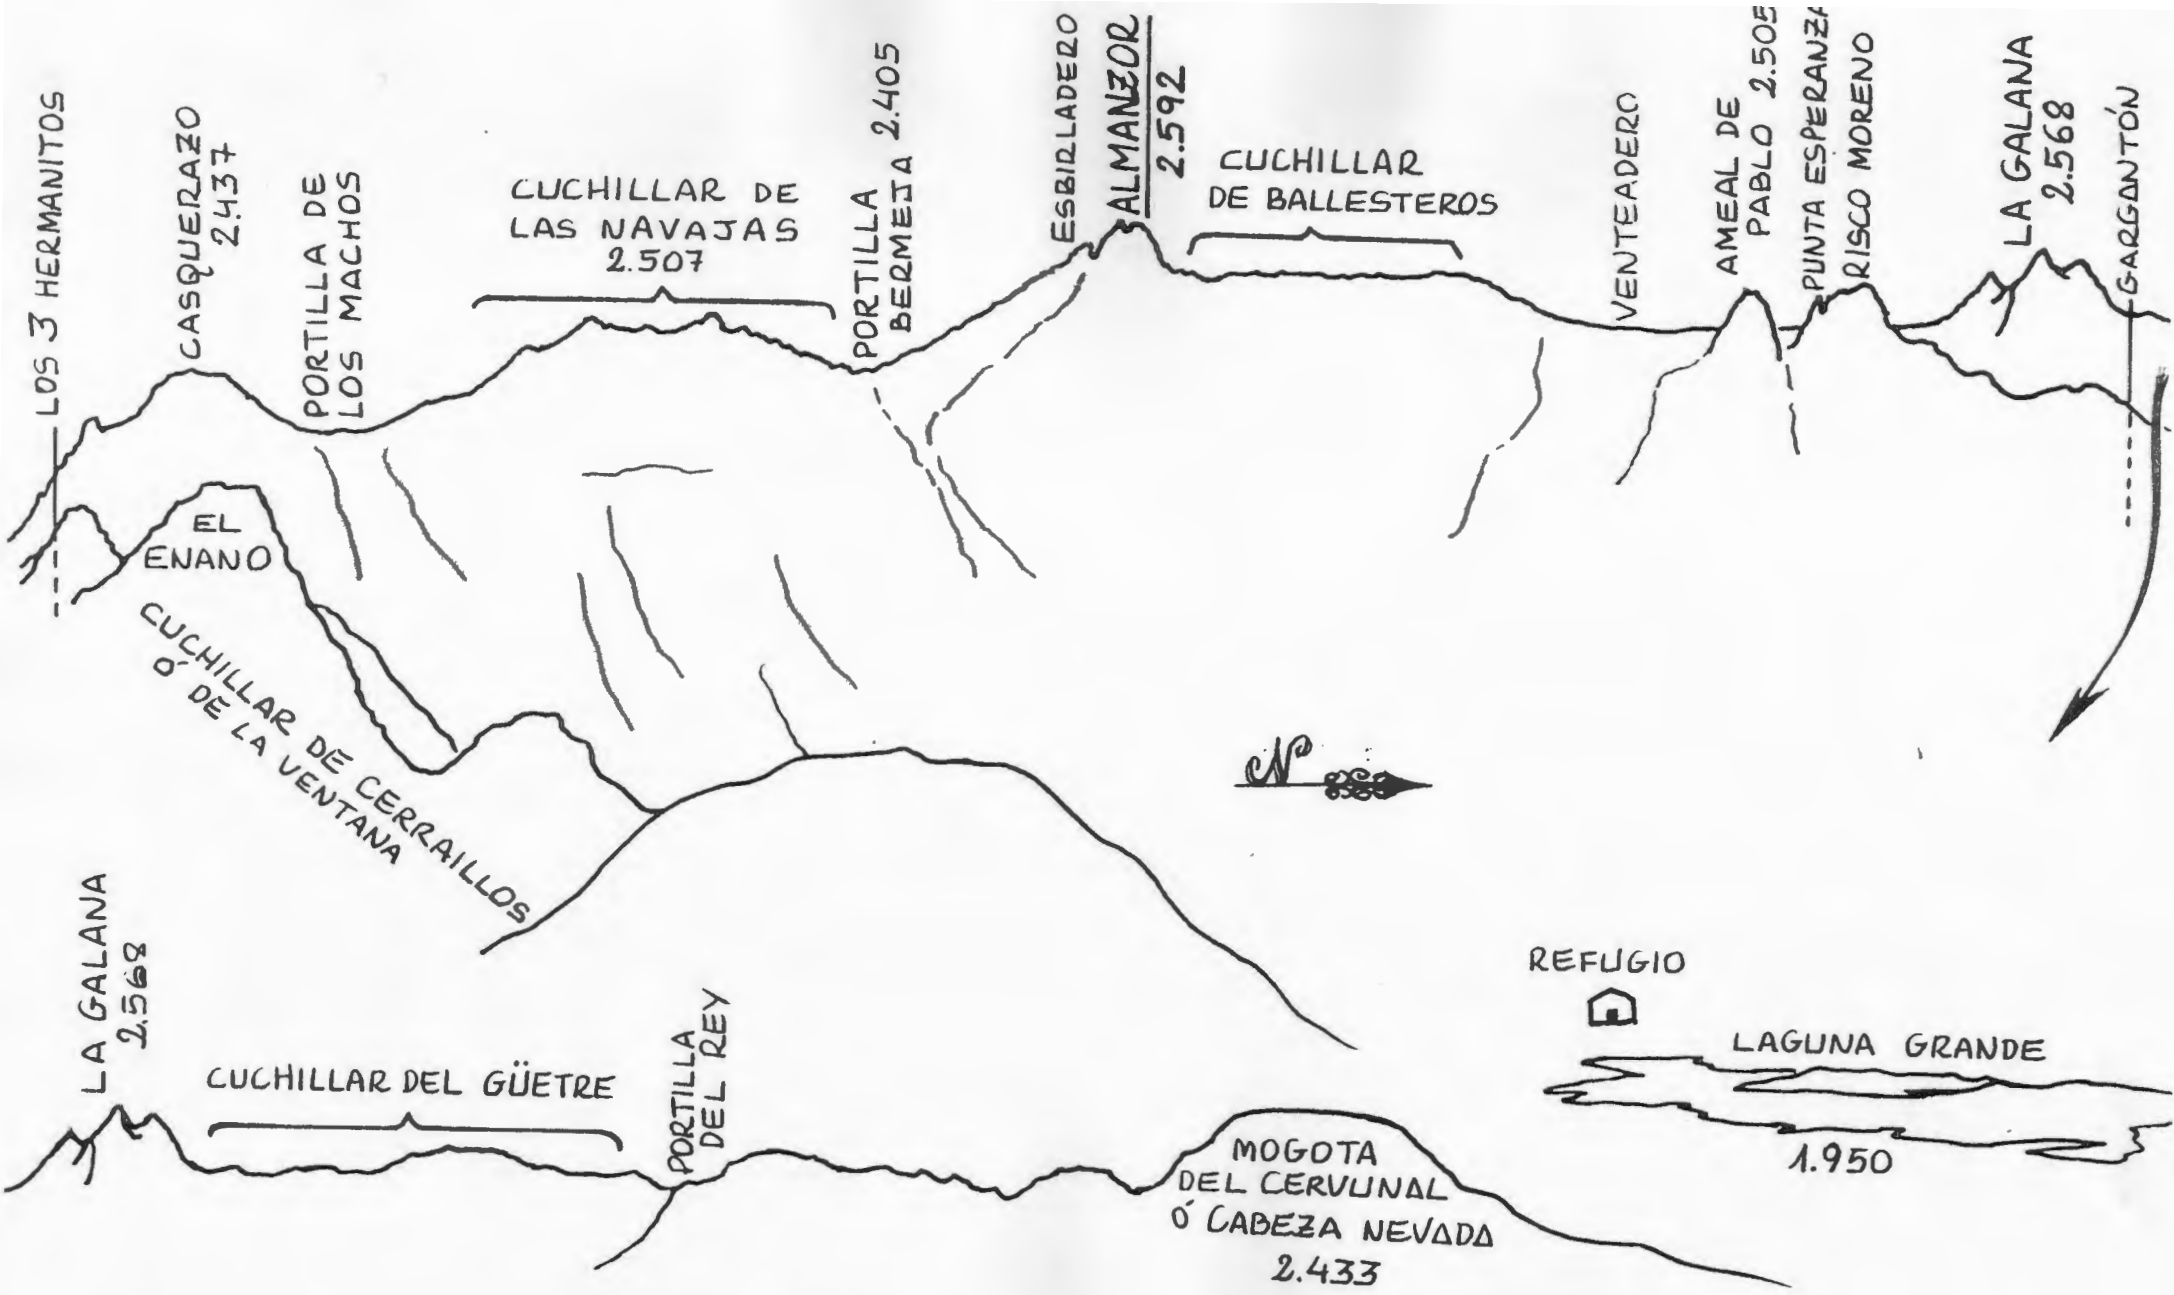 LOS 3 HERMANITOS
CASQUERAZO
2.437
PORTILLA DE
LOS MACHOS
CUCHILLAR DE
LAS NAVAJAS
2.507
PORTILLA
BERMEJA 2.405
ESBIRLADERO
ALMANZOR
2.592
CUCHILLAR
DE BALLESTEROS
VENTEADERO
AMEAL DE
PABLO 2.505
PUNTA ESPERANZA
RISCO MORENO
LA GALANA
2.568
GARGANTÓN
EL
ENANO
CUCHILLAR DE CERRAILLOS
Ó DE LA VENTANA
N
LA GALANA
2.568
CUCHILLAR DEL GÜETRE
PORTILLA
DEL REY
MOGOTA
DEL CERVUNAL
Ó CABEZA NEVADA
2.433
REFUGIO
LAGUNA GRANDE
1.950